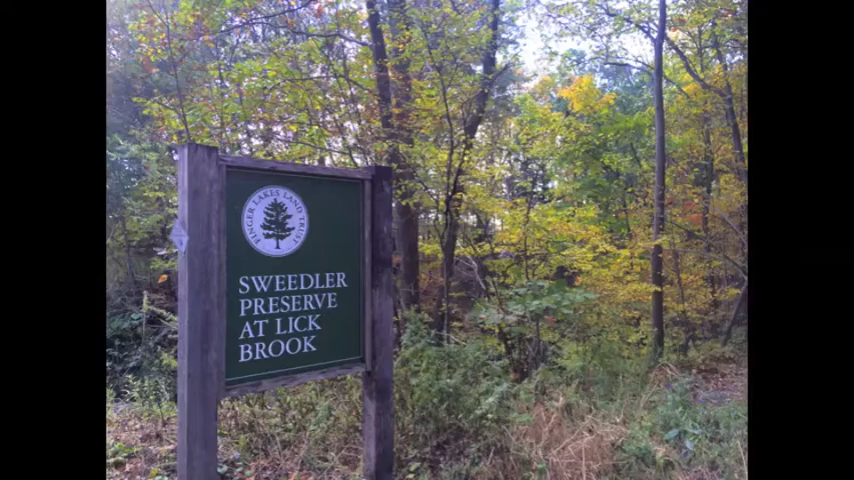 FINGER LAKES LAND TRUST
SWEEDLER
PRESERVE
AT LICK
BROOK